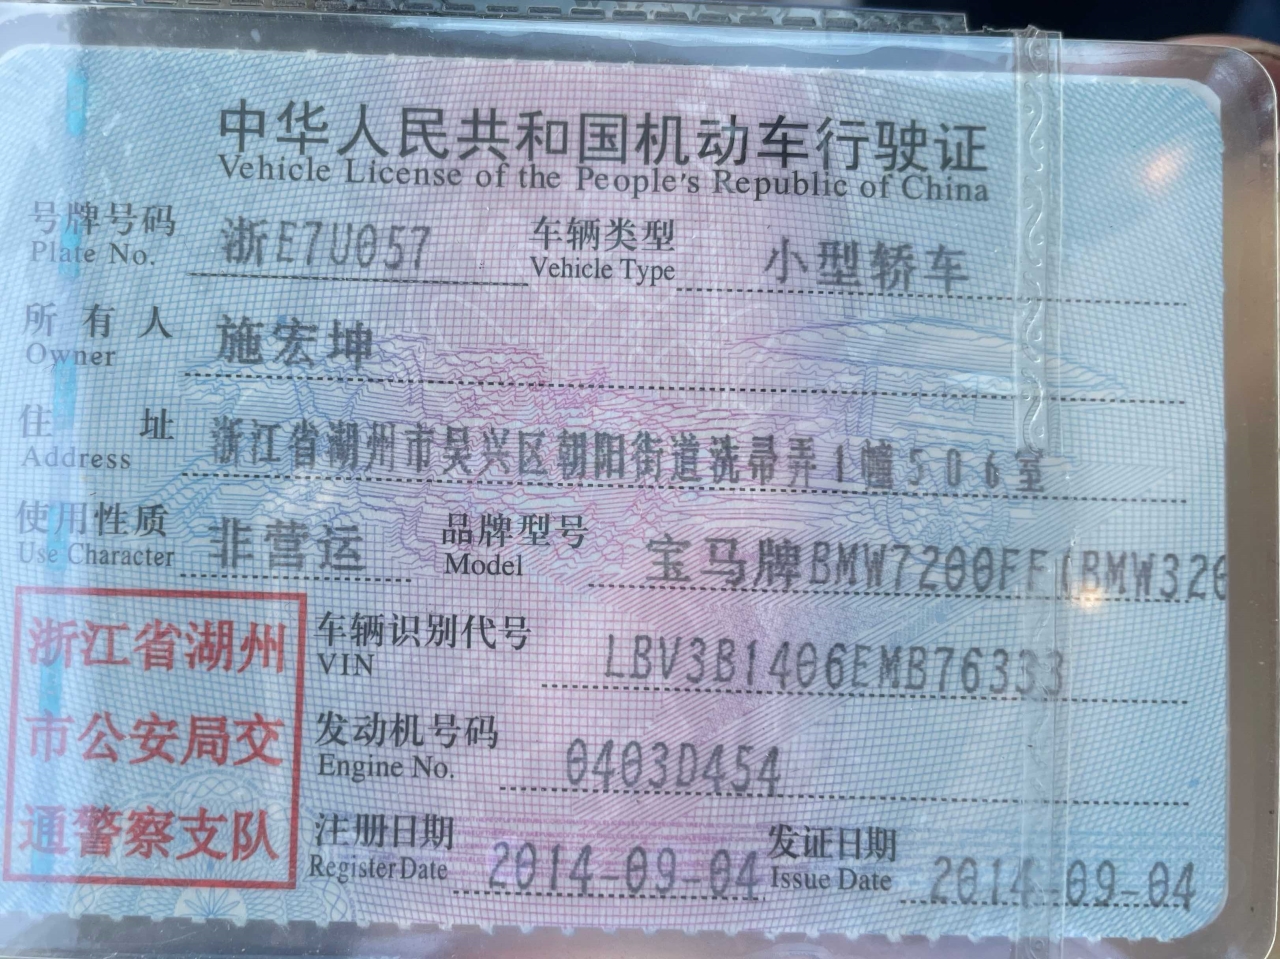 中华人民共和国机动车行驶证
Vehicle License of the People's Republic of China
号牌号码 浙E7U057 车辆类型 小型轿车
Plate No. Vehicle Type
所有人 施宏坤
Owner
住址 浙江省湖州市吴兴区朝阳街道洗帚弄1幢506室
Address
使用性质 非营运 品牌型号 宝马牌BMW7200FF(BMW320
Use Character Model
浙江省湖州
市公安局交
通警察支队
车辆识别代号 LBV3B1406EMB76333
VIN
发动机号码 0403D454
Engine No.
注册日期 2014-09-04 发证日期 2014-09-04
Register Date Issue Date